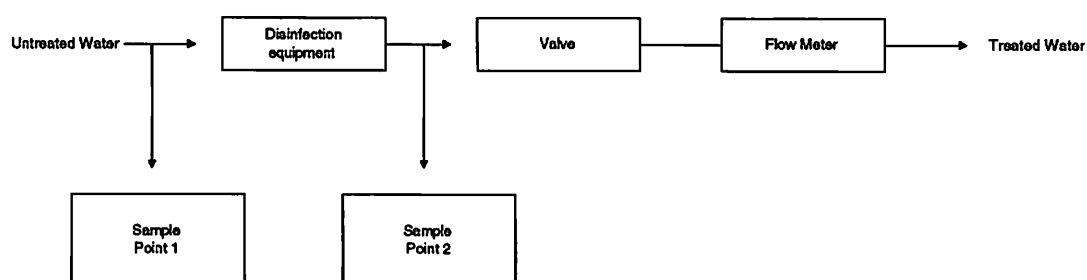 Untreated Water
Disinfection
equipment
Valve
Flow Meter
Treated Water
Sample
Point 1
Sample
Point 2